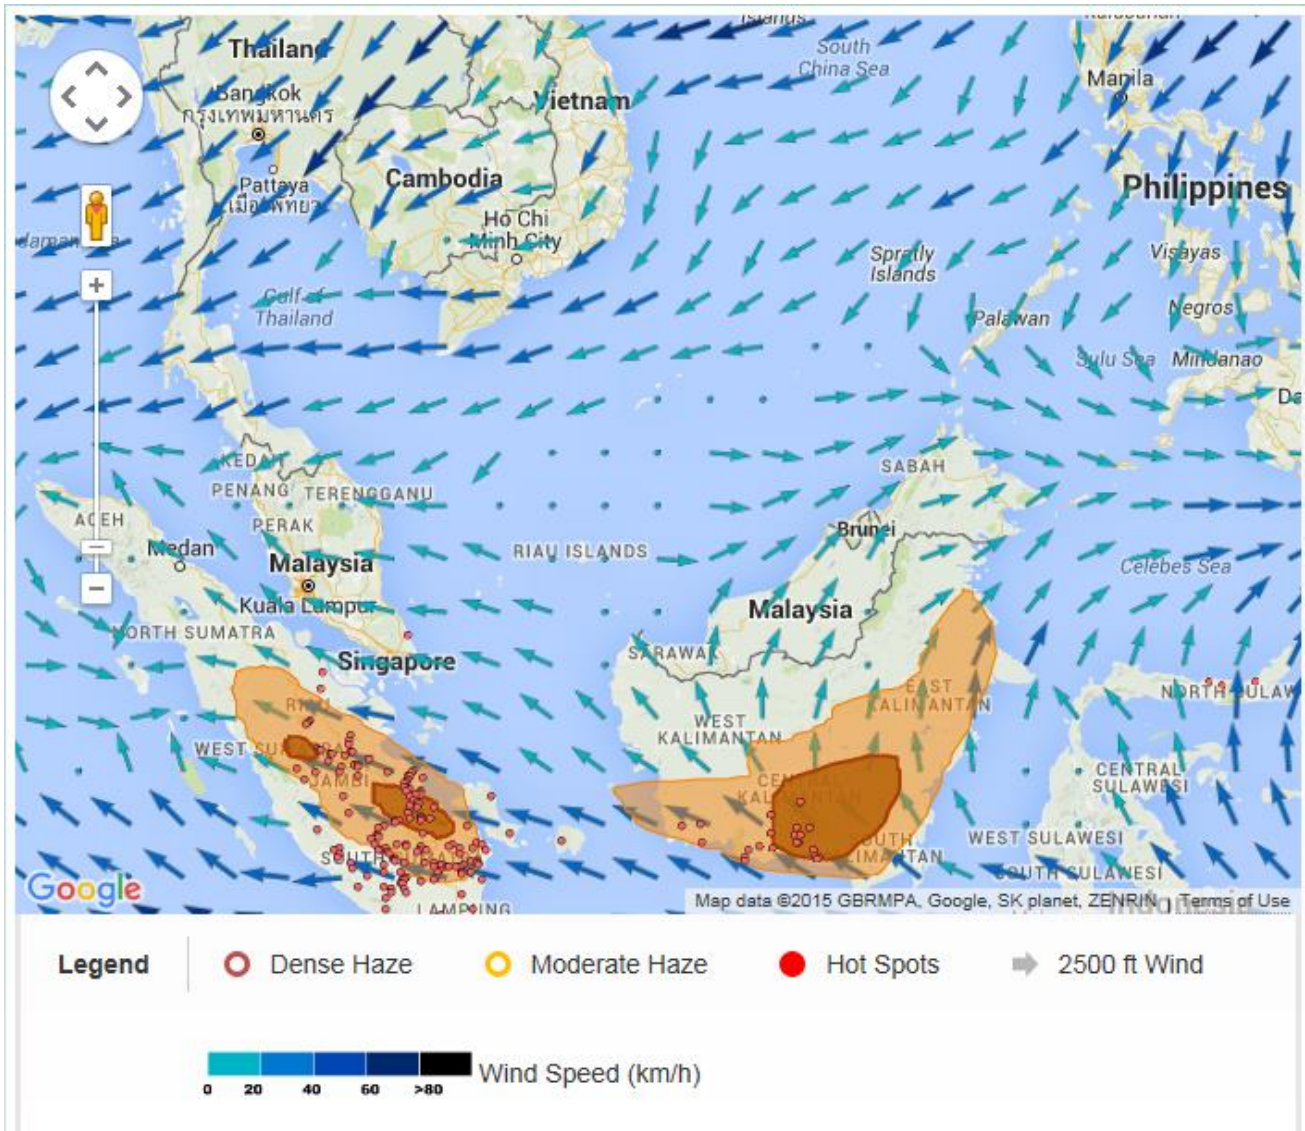 Islands
Thailand
South
China Sea
Manila
Bangkok
กรุงเทพมหานคร
Vietnam
Pattaya
เมืองพัทยา
Cambodia
Philippines
Ho Chi
Minh City
Spratly
Islands
Visayas
Gulf of
Thailand
Palawan
Negros
Sulu Sea
Mindanao
Da
KEDAH
PENANG
TERENGGANU
SABAH
ACEH
PERAK
Brunei
Medan
Malaysia
RIAU ISLANDS
Celebes Sea
Kuala Lumpur
Malaysia
NORTH SUMATRA
Singapore
SARAWAK
RIAU
EAST
KALIMANTAN
NORTH SULAW
WEST
KALIMANTAN
WEST SUMATRA
JAMBI
CENTRAL
KALIMANTAN
CENTRAL
SULAWESI
SOUTH
KALIMANTAN
WEST SULAWESI
SOUTH
SOUTH SULAWESI
LAMPUNG
Indonesia
Google
Map data ©2015 GBRMPA, Google, SK planet, ZENRIN
Terms of Use
Legend
Dense Haze
Moderate Haze
Hot Spots
2500 ft Wind
0 20 40 60 >80
Wind Speed (km/h)